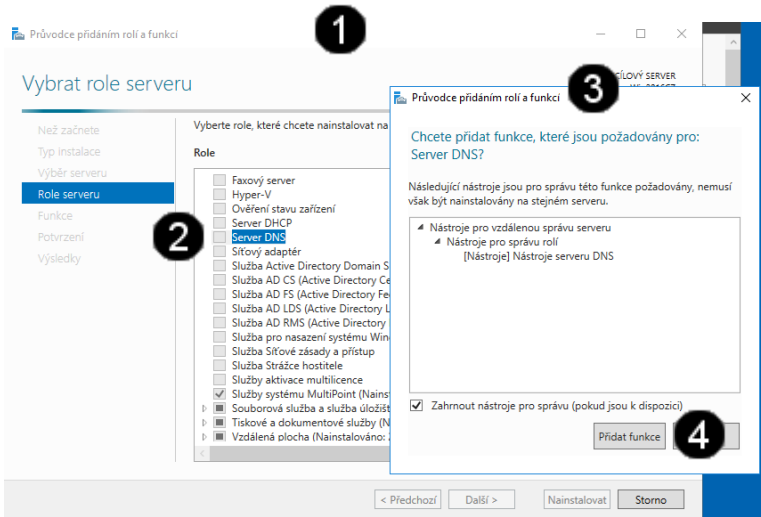 1
Průvodce přidáním rolí a funkcí
Vybrat role serveru
CÍLOVÝ SERVER
Než začnete
Typ instalace
Výběr serveru
Role serveru
Funkce
Potvrzení
Výsledky
Vyberte role, které chcete nainstalovat na
Role
2
Faxový server
Hyper-V
Ověření stavu zařízení
Server DHCP
Server DNS
Síťový adaptér
Služba Active Directory Domain S
Služba AD CS (Active Directory Ce
Služba AD FS (Active Directory Fe
Služba AD LDS (Active Directory L
Služba AD RMS (Active Directory
Služba pro nasazení systému Win
Služba Síťové zásady a přístup
Služba Strážce hostitele
Služby aktivace multilicence
Služby systému MultiPoint (Nains
Souborová služba a služba úložišt
Tiskové a dokumentové služby (N
Vzdálená plocha (Nainstalováno:
< Předchozí
Další >
Nainstalovat
Storno
3
Průvodce přidáním rolí a funkcí
Chcete přidat funkce, které jsou požadovány pro:
Server DNS?
Následující nástroje jsou pro správu této funkce požadovány, nemusí
však být nainstalovány na stejném serveru.
Nástroje pro vzdálenou správu serveru
Nástroje pro správu rolí
[Nástroje] Nástroje serveru DNS
Zahrnout nástroje pro správu (pokud jsou k dispozici)
Přidat funkce
4